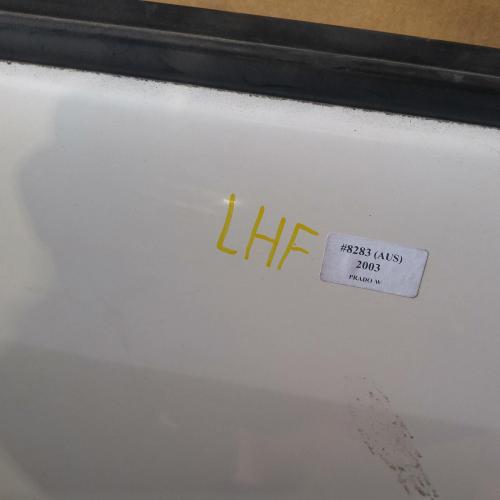 LHF
#8283 (AUS)
2003
PRADO W